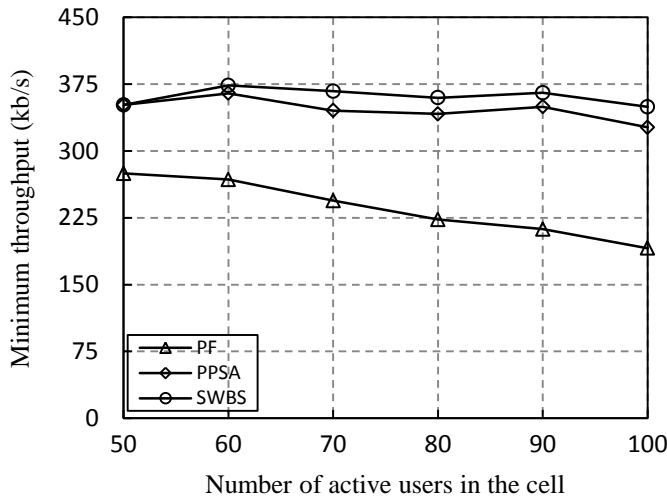 450
375
300
225
150
75
0
Minimum throughput (kb/s)
PF
PPSA
SWBS
50 60 70 80 90 100
Number of active users in the cell